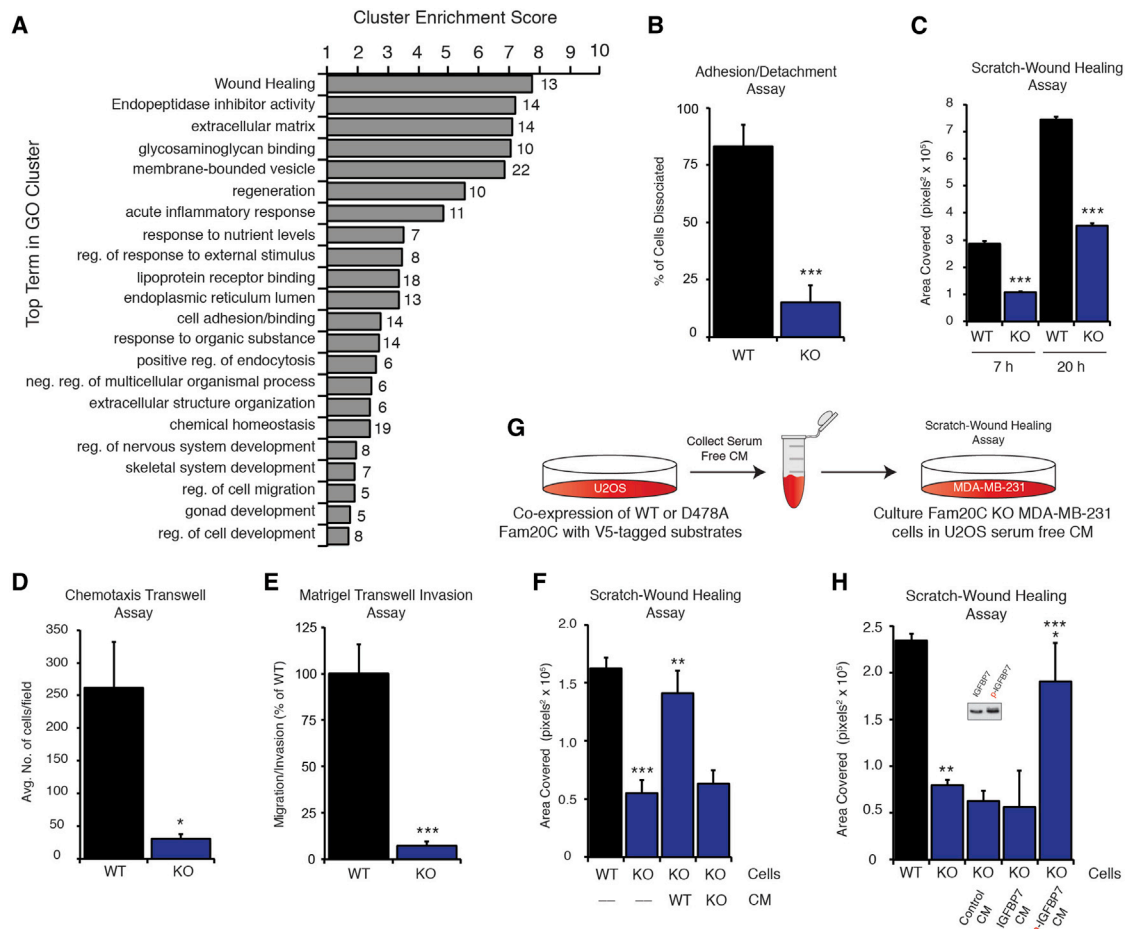 A
Cluster Enrichment Score
1 2 3 4 5 6 7 8 9 10
Top Term in GO Cluster
Wound Healing 13
Endopeptidase inhibitor activity 14
extracellular matrix 14
glycosaminoglycan binding 10
membrane-bounded vesicle 22
regeneration 10
acute inflammatory response 11
response to nutrient levels 7
reg. of response to external stimulus 8
lipoprotein receptor binding 18
endoplasmic reticulum lumen 13
cell adhesion/binding 14
response to organic substance 14
positive reg. of endocytosis 6
neg. reg. of multicellular organismal process 6
extracellular structure organization 6
chemical homeostasis 19
reg. of nervous system development 8
skeletal system development 7
reg. of cell migration 5
gonad development 5
reg. of cell development 8
B
Adhesion/Detachment
Assay
% of Cells Dissociated
100
75
50
25
0
***
WT KO
C
Scratch-Wound Healing
Assay
Area Covered (pixels² x 10⁵)
8
7
6
5
4
3
2
1
0
***
***
WT KO WT KO
7 h 20 h
G
U2OS
Collect Serum
Free CM
Scratch-Wound Healing
Assay
MDA-MB-231
Co-expression of WT or D478A
Fam20C with V5-tagged substrates
Culture Fam20C KO MDA-MB-231
cells in U2OS serum free CM
D
Chemotaxis Transwell
Assay
Avg. No. of cells/field
350
300
250
200
150
100
50
0
*
WT KO
E
Matrigel Transwell Invasion
Assay
Migration/Invasion (% of WT)
125
100
75
50
25
0
***
WT KO
F
Scratch-Wound Healing
Assay
Area Covered (pixels² x 10⁵)
2.0
1.5
1.0
0.5
0
***
**
WT KO KO KO Cells
— — WT KO CM
H
Scratch-Wound Healing
Assay
Area Covered (pixels² x 10⁵)
2.5
2.0
1.5
1.0
0.5
0
IGFBP7
p-IGFBP7
**
***
*
WT KO KO KO KO Cells
Control
CM
IGFBP7
CM
p-IGFBP7
CM